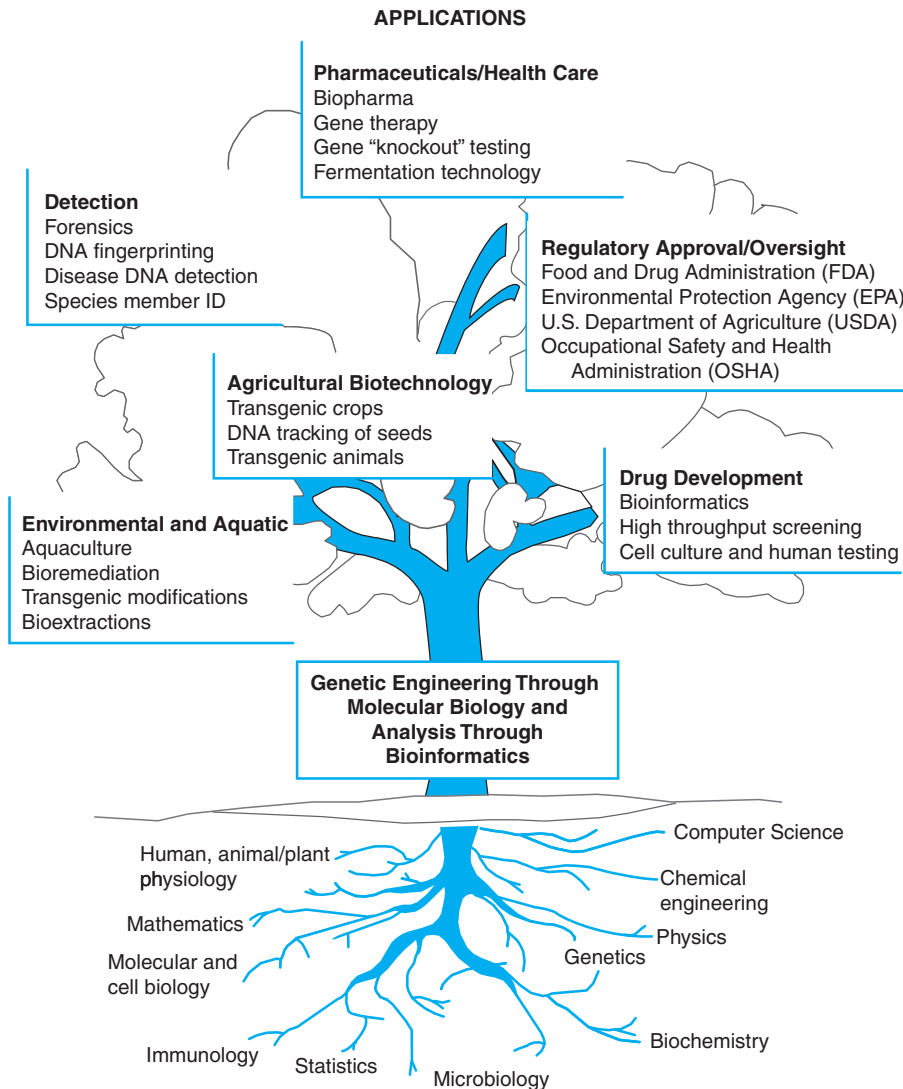 APPLICATIONS
Pharmaceuticals/Health Care
Biopharma
Gene therapy
Gene “knockout” testing
Fermentation technology
Detection
Forensics
DNA fingerprinting
Disease DNA detection
Species member ID
Regulatory Approval/Oversight
Food and Drug Administration (FDA)
Environmental Protection Agency (EPA)
U.S. Department of Agriculture (USDA)
Occupational Safety and Health
Administration (OSHA)
Agricultural Biotechnology
Transgenic crops
DNA tracking of seeds
Transgenic animals
Drug Development
Bioinformatics
High throughput screening
Cell culture and human testing
Environmental and Aquatic
Aquaculture
Bioremediation
Transgenic modifications
Bioextractions
Genetic Engineering Through
Molecular Biology and
Analysis Through
Bioinformatics
Computer Science
Human, animal/plant
physiology
Chemical
engineering
Mathematics
Physics
Genetics
Molecular and
cell biology
Biochemistry
Immunology
Statistics
Microbiology